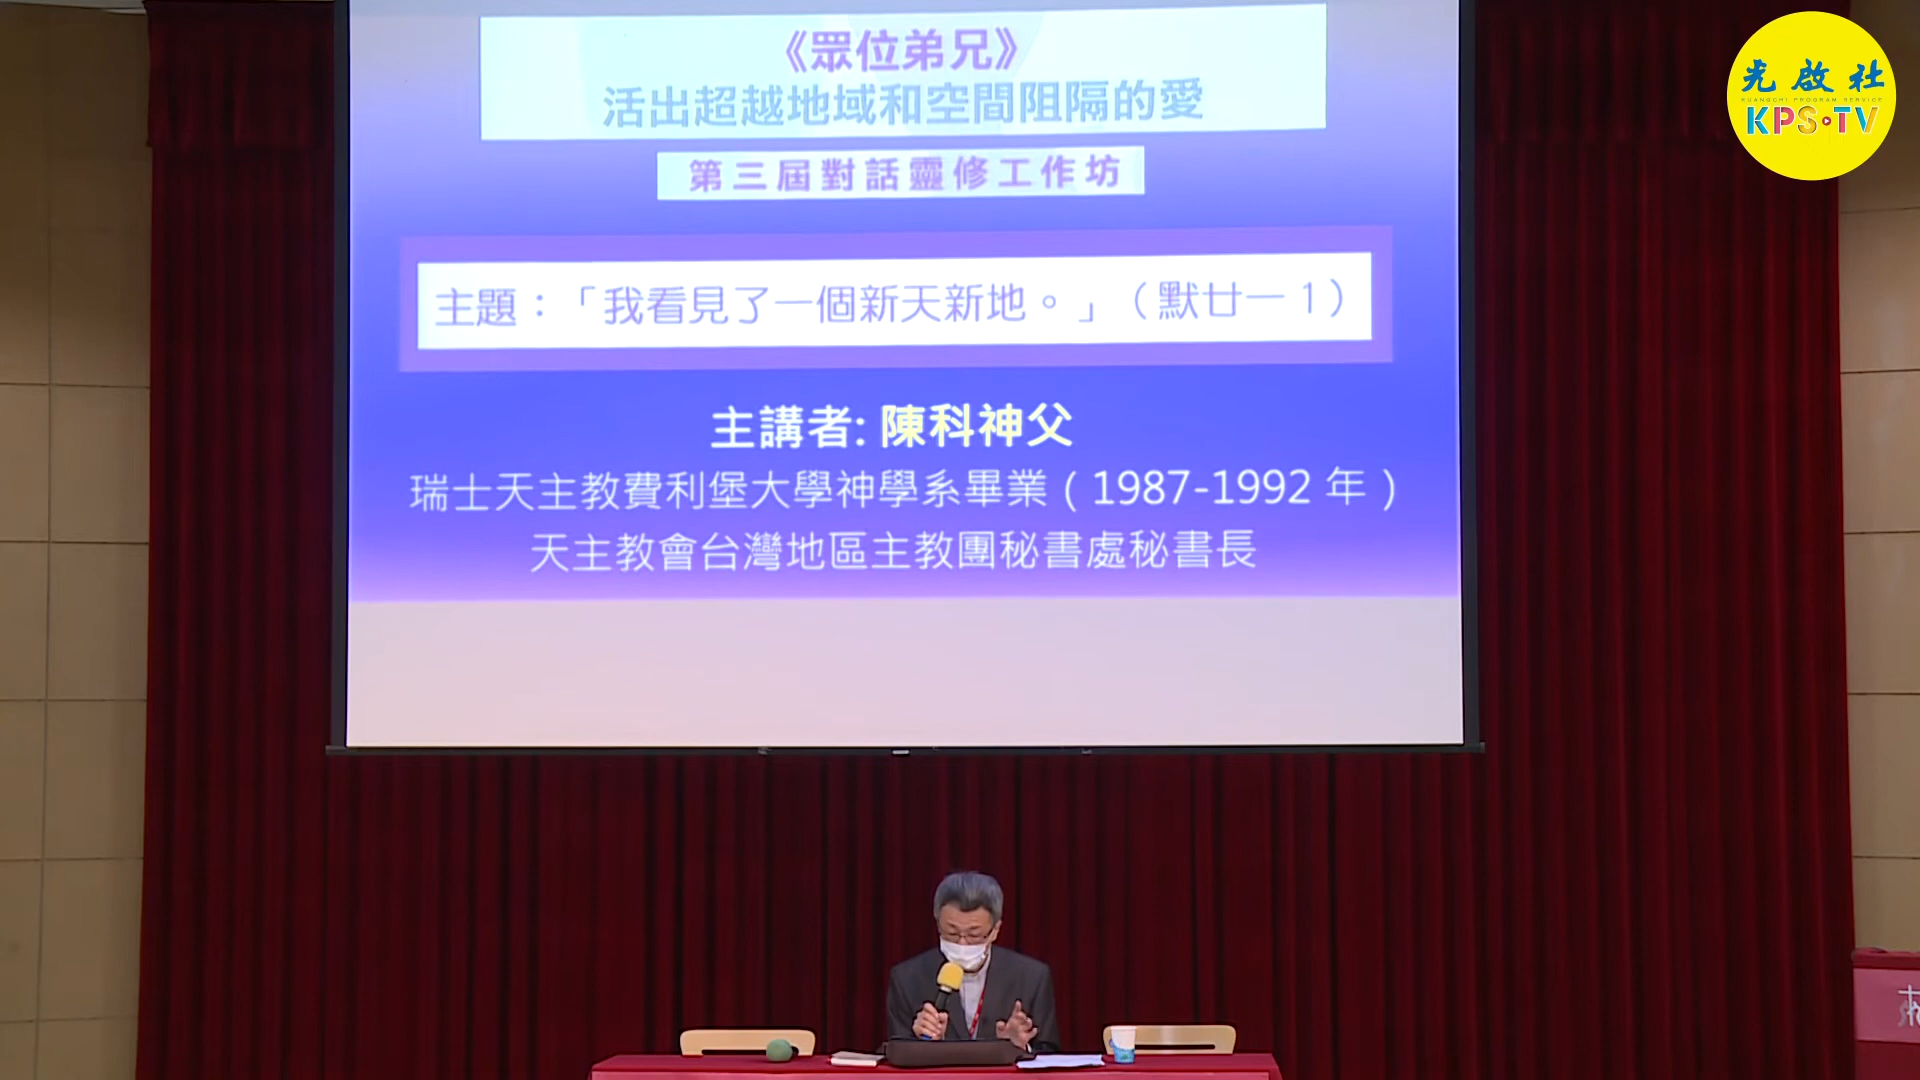 《眾位弟兄》
活出超越地域和空間阻隔的愛
第三屆對話靈修工作坊
主題：「我看見了一個新天新地。」（默廿一 1）
主講者: 陳科神父
瑞士天主教費利堡大學神學系畢業（1987-1992 年）
天主教會台灣地區主教團秘書處秘書長
光啟社
KUANGCHI PROGRAM SERVICE
KPS TV